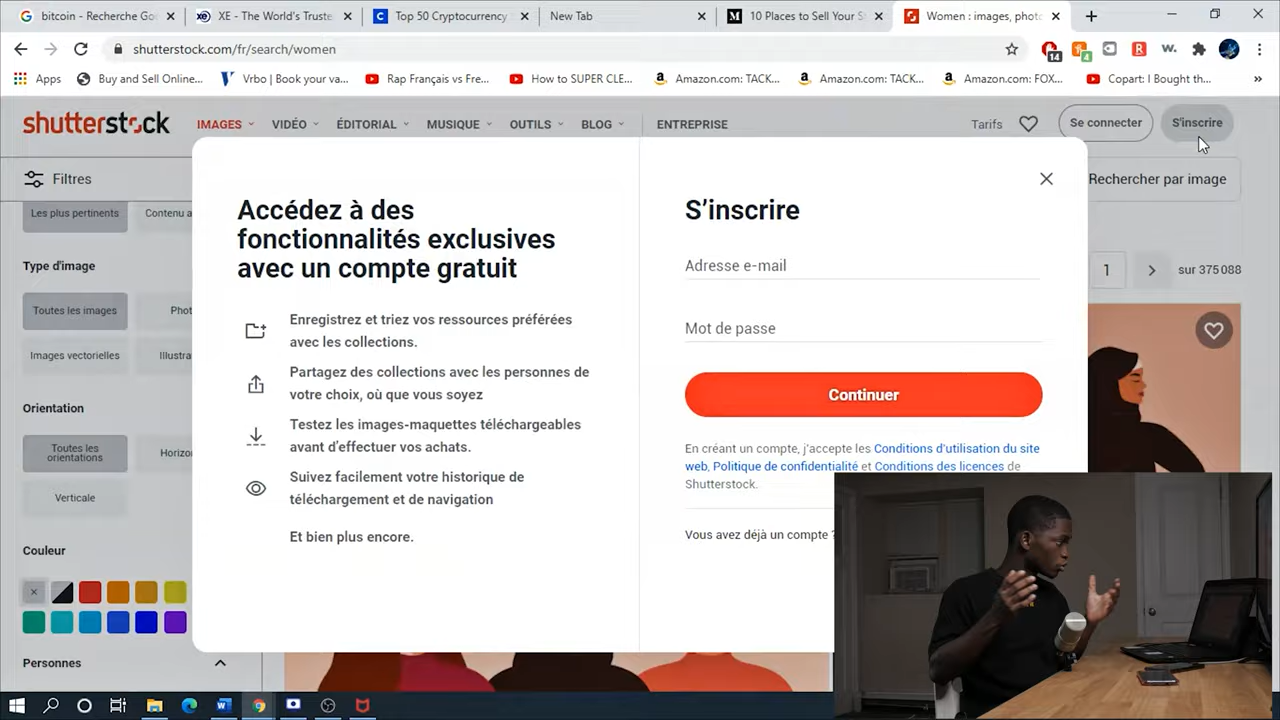 bitcoin - Recherche Go
XE - The World's Truste
Top 50 Cryptocurrency
New Tab
10 Places to Sell Your S
Women : images, phot
shutterstock.com/fr/search/women
14
4
w.
Apps
Buy and Sell Online...
Vrbo | Book your va...
Rap Français vs Fre...
How to SUPER CLE...
Amazon.com: TACK...
Amazon.com: TACK...
Amazon.com: FOX...
Copart: I Bought th...
shutterstock
IMAGES
VIDÉO
ÉDITORIAL
MUSIQUE
OUTILS
BLOG
ENTREPRISE
Tarifs
Se connecter
S'inscrire
Filtres
Rechercher par image
Les plus pertinents
Contenu a
Type d'image
Toutes les images
Phot
Images vectorielles
Illustra
Orientation
Toutes les
orientations
Horizo
Verticale
Couleur
Personnes
1
sur 375 088
Accédez à des
fonctionnalités exclusives
avec un compte gratuit
Enregistrez et triez vos ressources préférées
avec les collections.
Partagez des collections avec les personnes de
votre choix, où que vous soyez
Testez les images-maquettes téléchargeables
avant d'effectuer vos achats.
Suivez facilement votre historique de
téléchargement et de navigation
Et bien plus encore.
S'inscrire
Adresse e-mail
Mot de passe
Continuer
En créant un compte, j'accepte les Conditions d'utilisation du site
web, Politique de confidentialité et Conditions des licences de
Shutterstock.
Vous avez déjà un compte ?